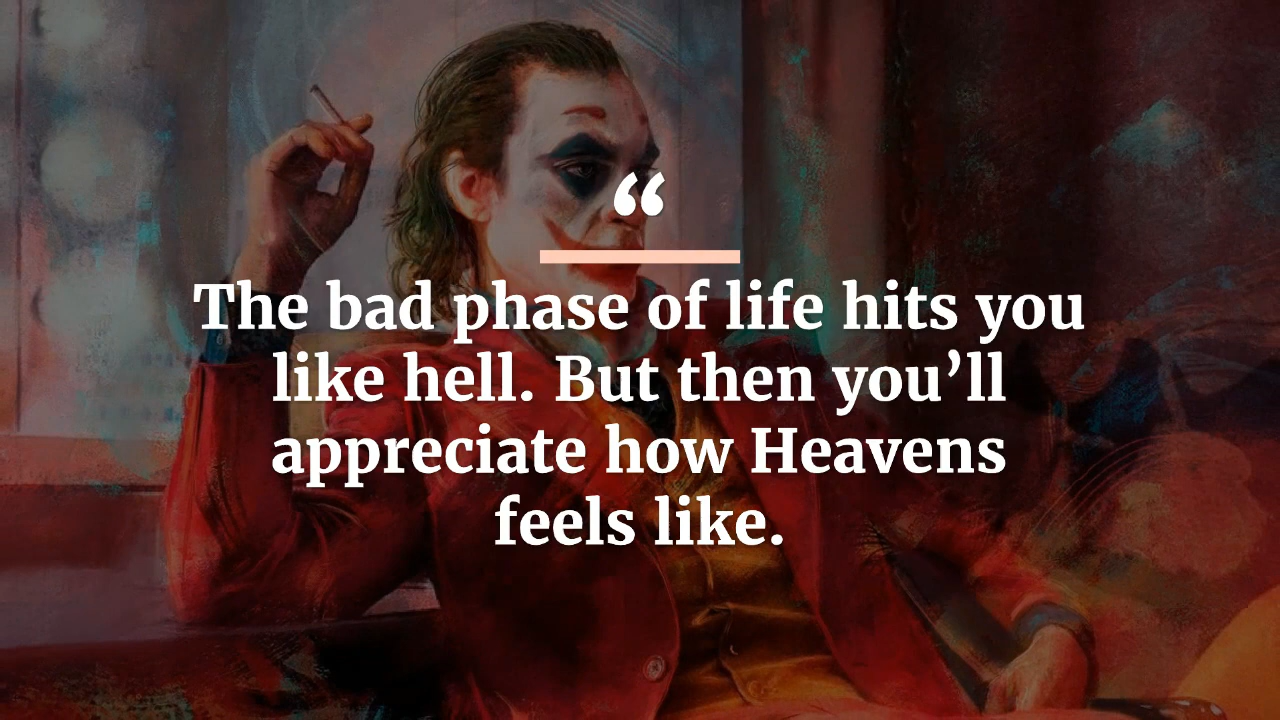 “
The bad phase of life hits you
like hell. But then you’ll
appreciate how Heavens
feels like.